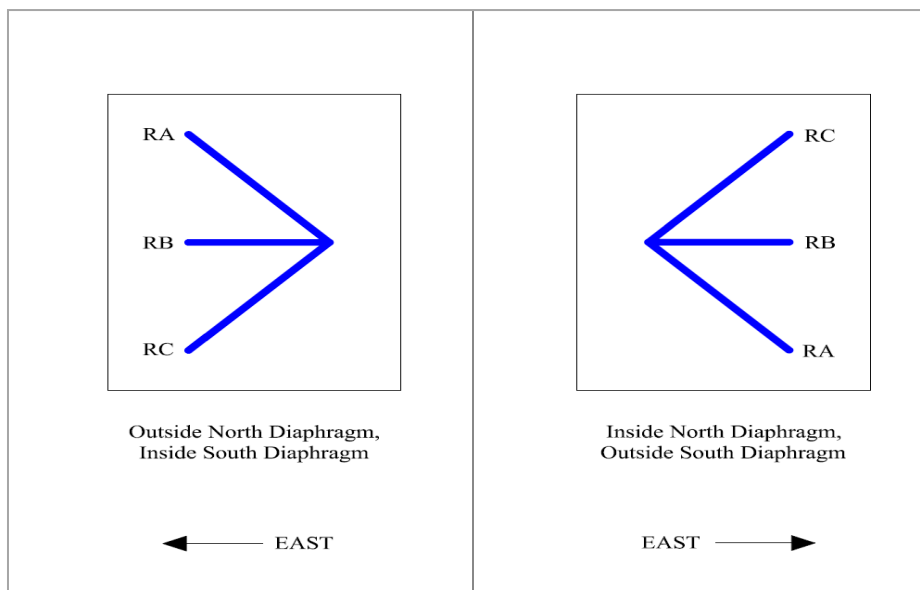 RA
RB
RC
Outside North Diaphragm,
Inside South Diaphragm
EAST
RC
RB
RA
Inside North Diaphragm,
Outside South Diaphragm
EAST